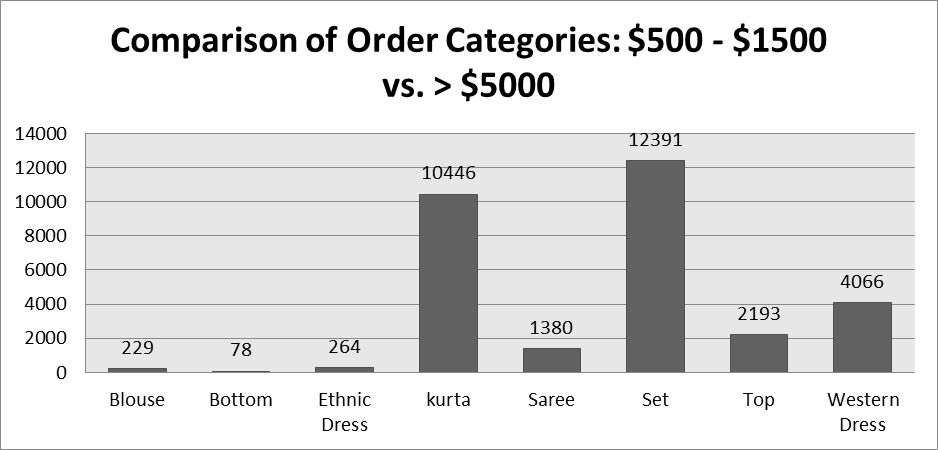 Comparison of Order Categories: $500 - $1500
vs. > $5000
14000
12000
10000
8000
6000
4000
2000
0
229
78
264
10446
1380
12391
2193
4066
Blouse
Bottom
Ethnic
Dress
kurta
Saree
Set
Top
Western
Dress